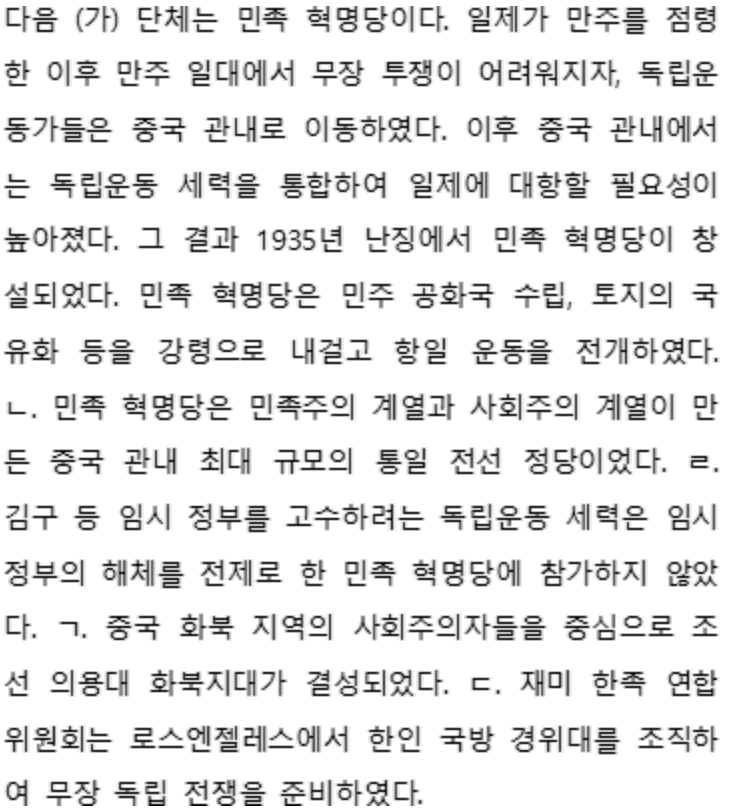 다음 (가) 단체는 민족 혁명당이다. 일제가 만주를 점령
한 이후 만주 일대에서 무장 투쟁이 어려워지자, 독립운
동가들은 중국 관내로 이동하였다. 이후 중국 관내에서
는 독립운동 세력을 통합하여 일제에 대항할 필요성이
높아졌다. 그 결과 1935년 난징에서 민족 혁명당이 창
설되었다. 민족 혁명당은 민주 공화국 수립, 토지의 국
유화 등을 강령으로 내걸고 항일 운동을 전개하였다.
ㄴ. 민족 혁명당은 민족주의 계열과 사회주의 계열이 만
든 중국 관내 최대 규모의 통일 전선 정당이었다. ㄹ.
김구 등 임시 정부를 고수하려는 독립운동 세력은 임시
정부의 해체를 전제로 한 민족 혁명당에 참가하지 않았
다. ㄱ. 중국 화북 지역의 사회주의자들을 중심으로 조
선 의용대 화북지대가 결성되었다. ㄷ. 재미 한족 연합
위원회는 로스엔젤레스에서 한인 국방 경위대를 조직하
여 무장 독립 전쟁을 준비하였다.